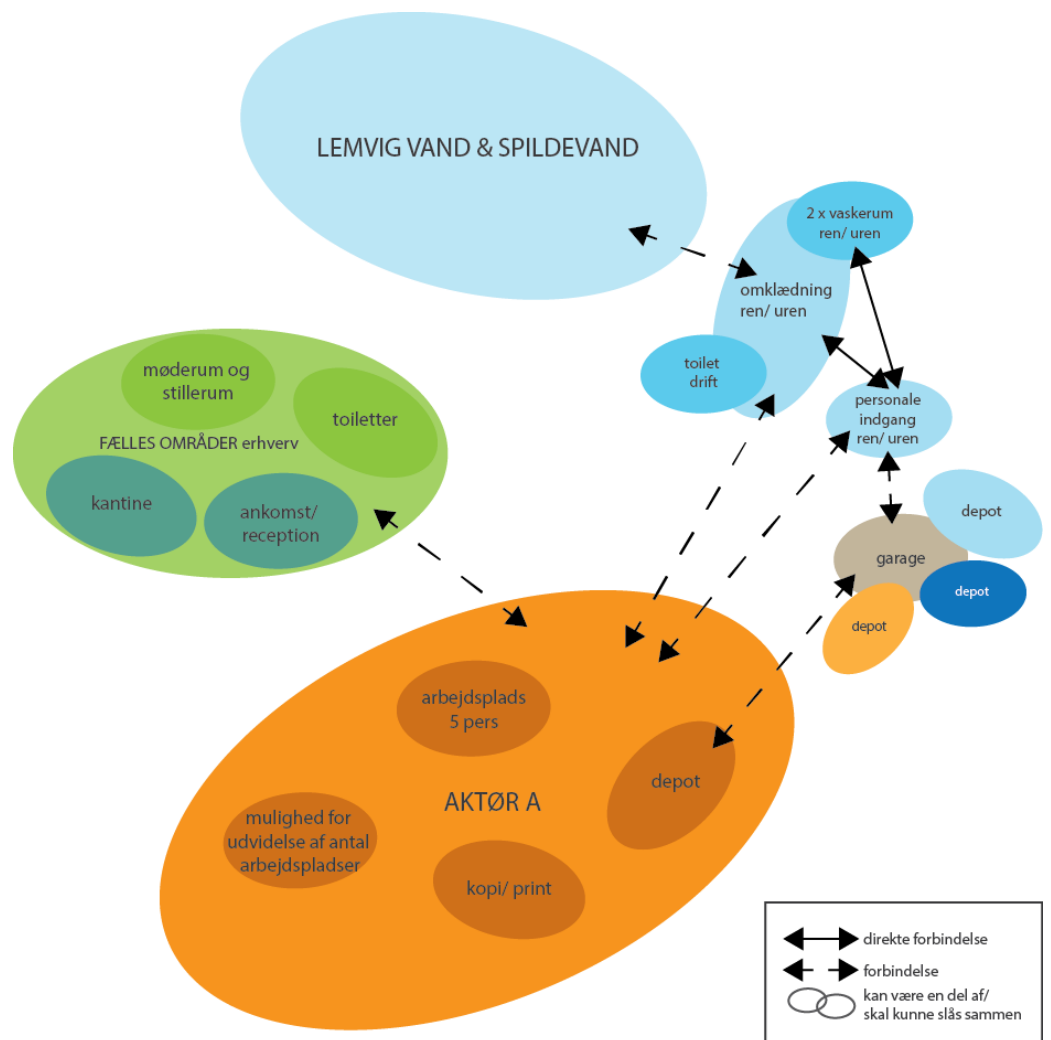 LEMVIG VAND & SPILDEVAND
2 x vaskerum
ren/ uren
omklædning
ren/ uren
toilet
drift
personale
indgang
ren/ uren
møderum og
stillerum
toiletter
FÆLLES OMRÅDER erhverv
kantine
ankomst/
reception
depot
garage
depot
depot
arbejdsplads
5 pers
depot
AKTØR A
mulighed for
udvidelse af antal
arbejdspladser
kopi/ print
direkte forbindelse
forbindelse
kan være en del af/
skal kunne slås sammen